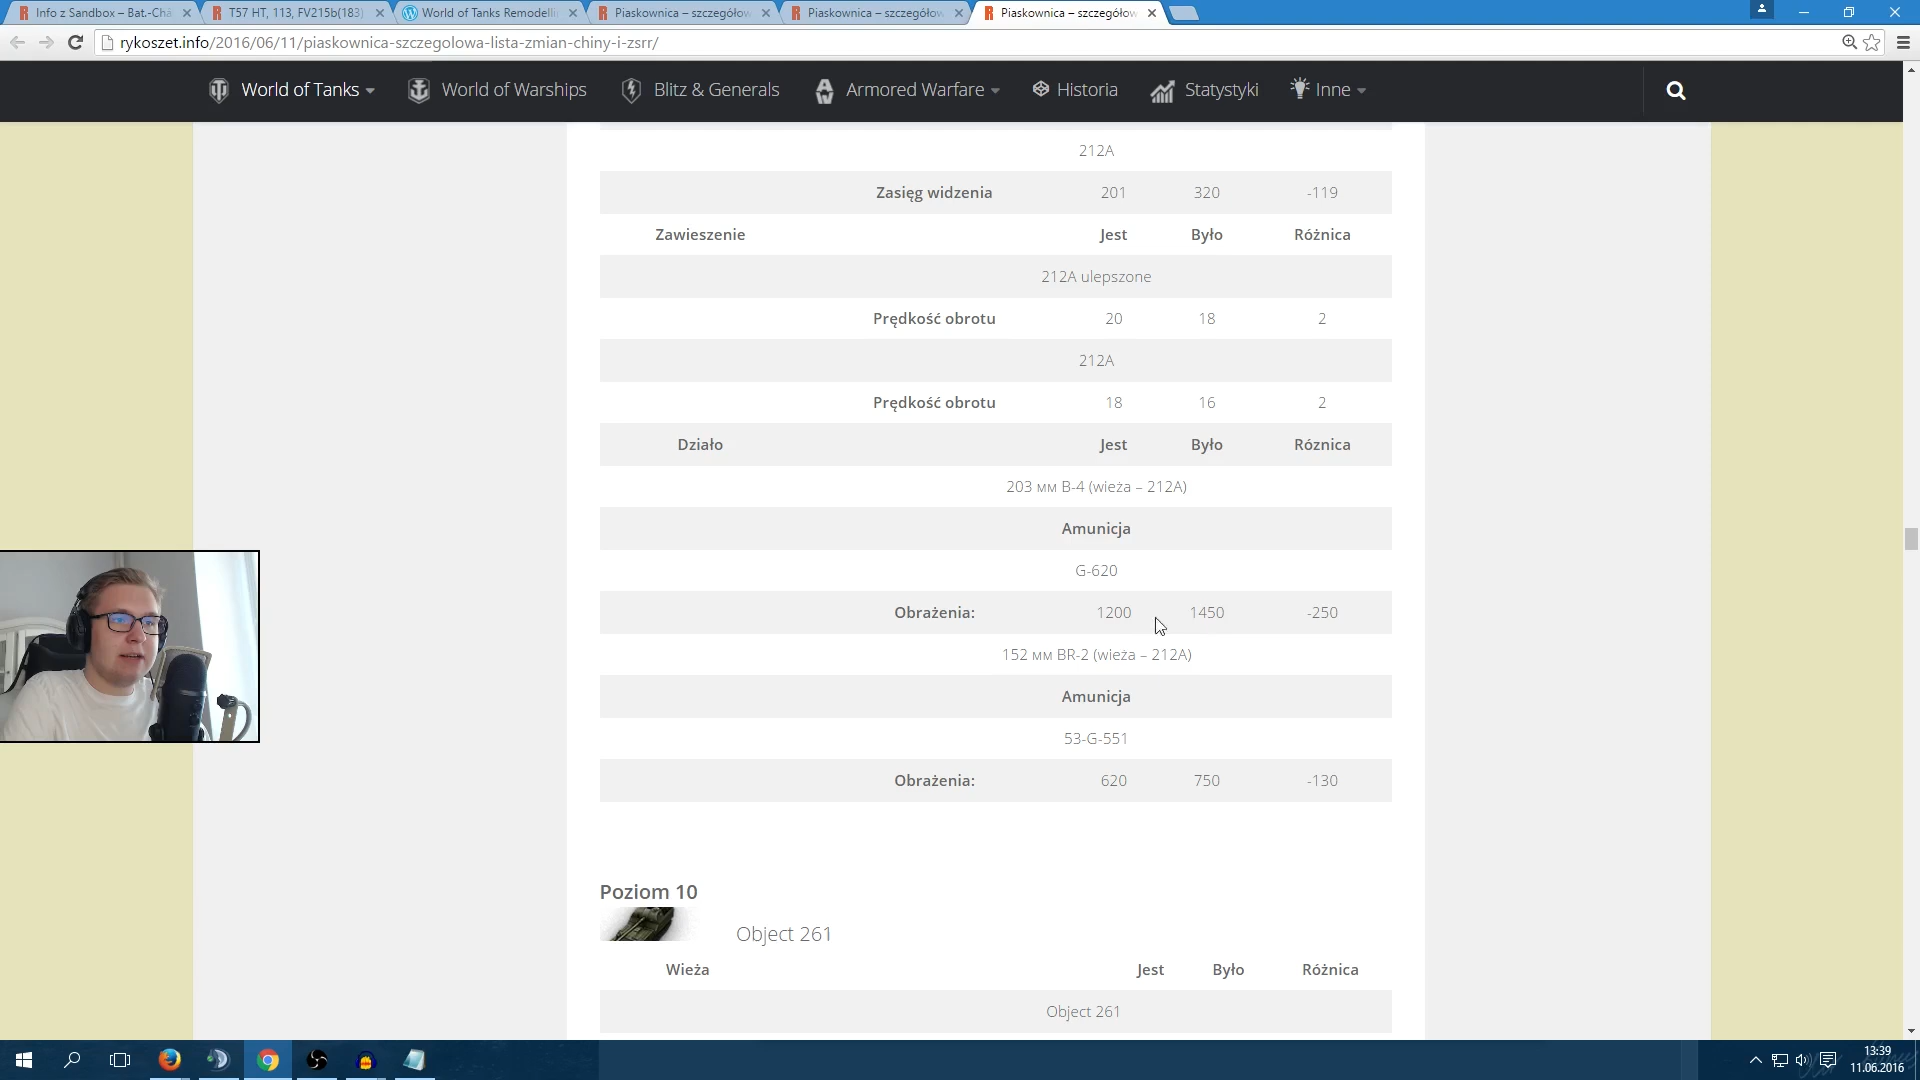 Info z Sandbox – Bat.-Châ
T57 HT, 113, FV215b(183)
World of Tanks Remodelli
Piaskownica – szczegółow
Piaskownica – szczegółow
Piaskownica – szczegółow
rykoszet.info/2016/06/11/piaskownica-szczegolowa-lista-zmian-chiny-i-zsrr/
World of Tanks World of Warships Blitz & Generals Armored Warfare Historia Statystyki Inne
212A
Zasięg widzenia 201 320 -119
Zawieszenie Jest Było Różnica
212A ulepszone
Prędkość obrotu 20 18 2
212A
Prędkość obrotu 18 16 2
Działo Jest Było Róznica
203 мм B-4 (wieża – 212A)
Amunicja
G-620
Obrażenia: 1200 1450 -250
152 мм BR-2 (wieża – 212A)
Amunicja
53-G-551
Obrażenia: 620 750 -130
Poziom 10
Object 261
Wieża Jest Było Różnica
Object 261
13:39
11.06.2016